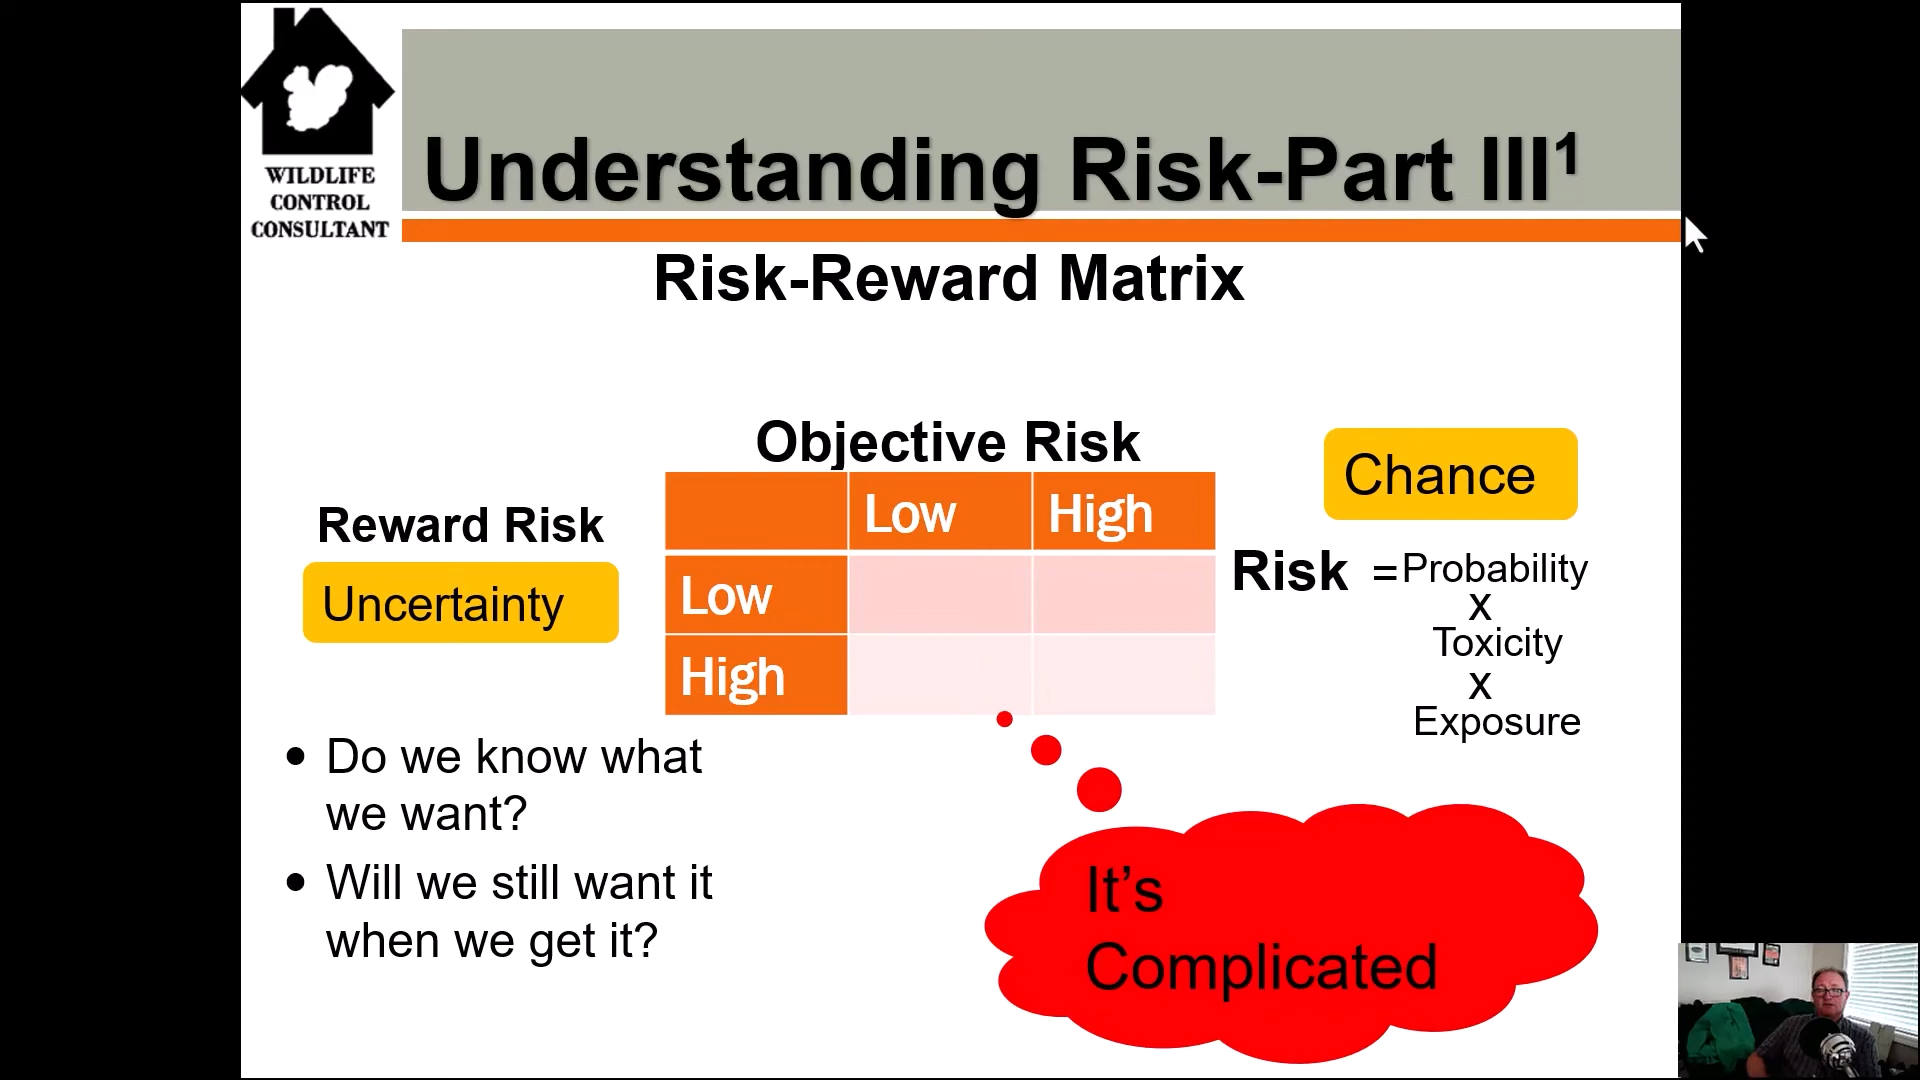 WILDLIFE
CONTROL
CONSULTANT
Understanding Risk-Part III¹
Risk-Reward Matrix
Objective Risk
Low High
Low
High
Reward Risk
Uncertainty
Chance
Risk =Probability
x
Toxicity
x
Exposure
• Do we know what
we want?
• Will we still want it
when we get it?
It’s
Complicated